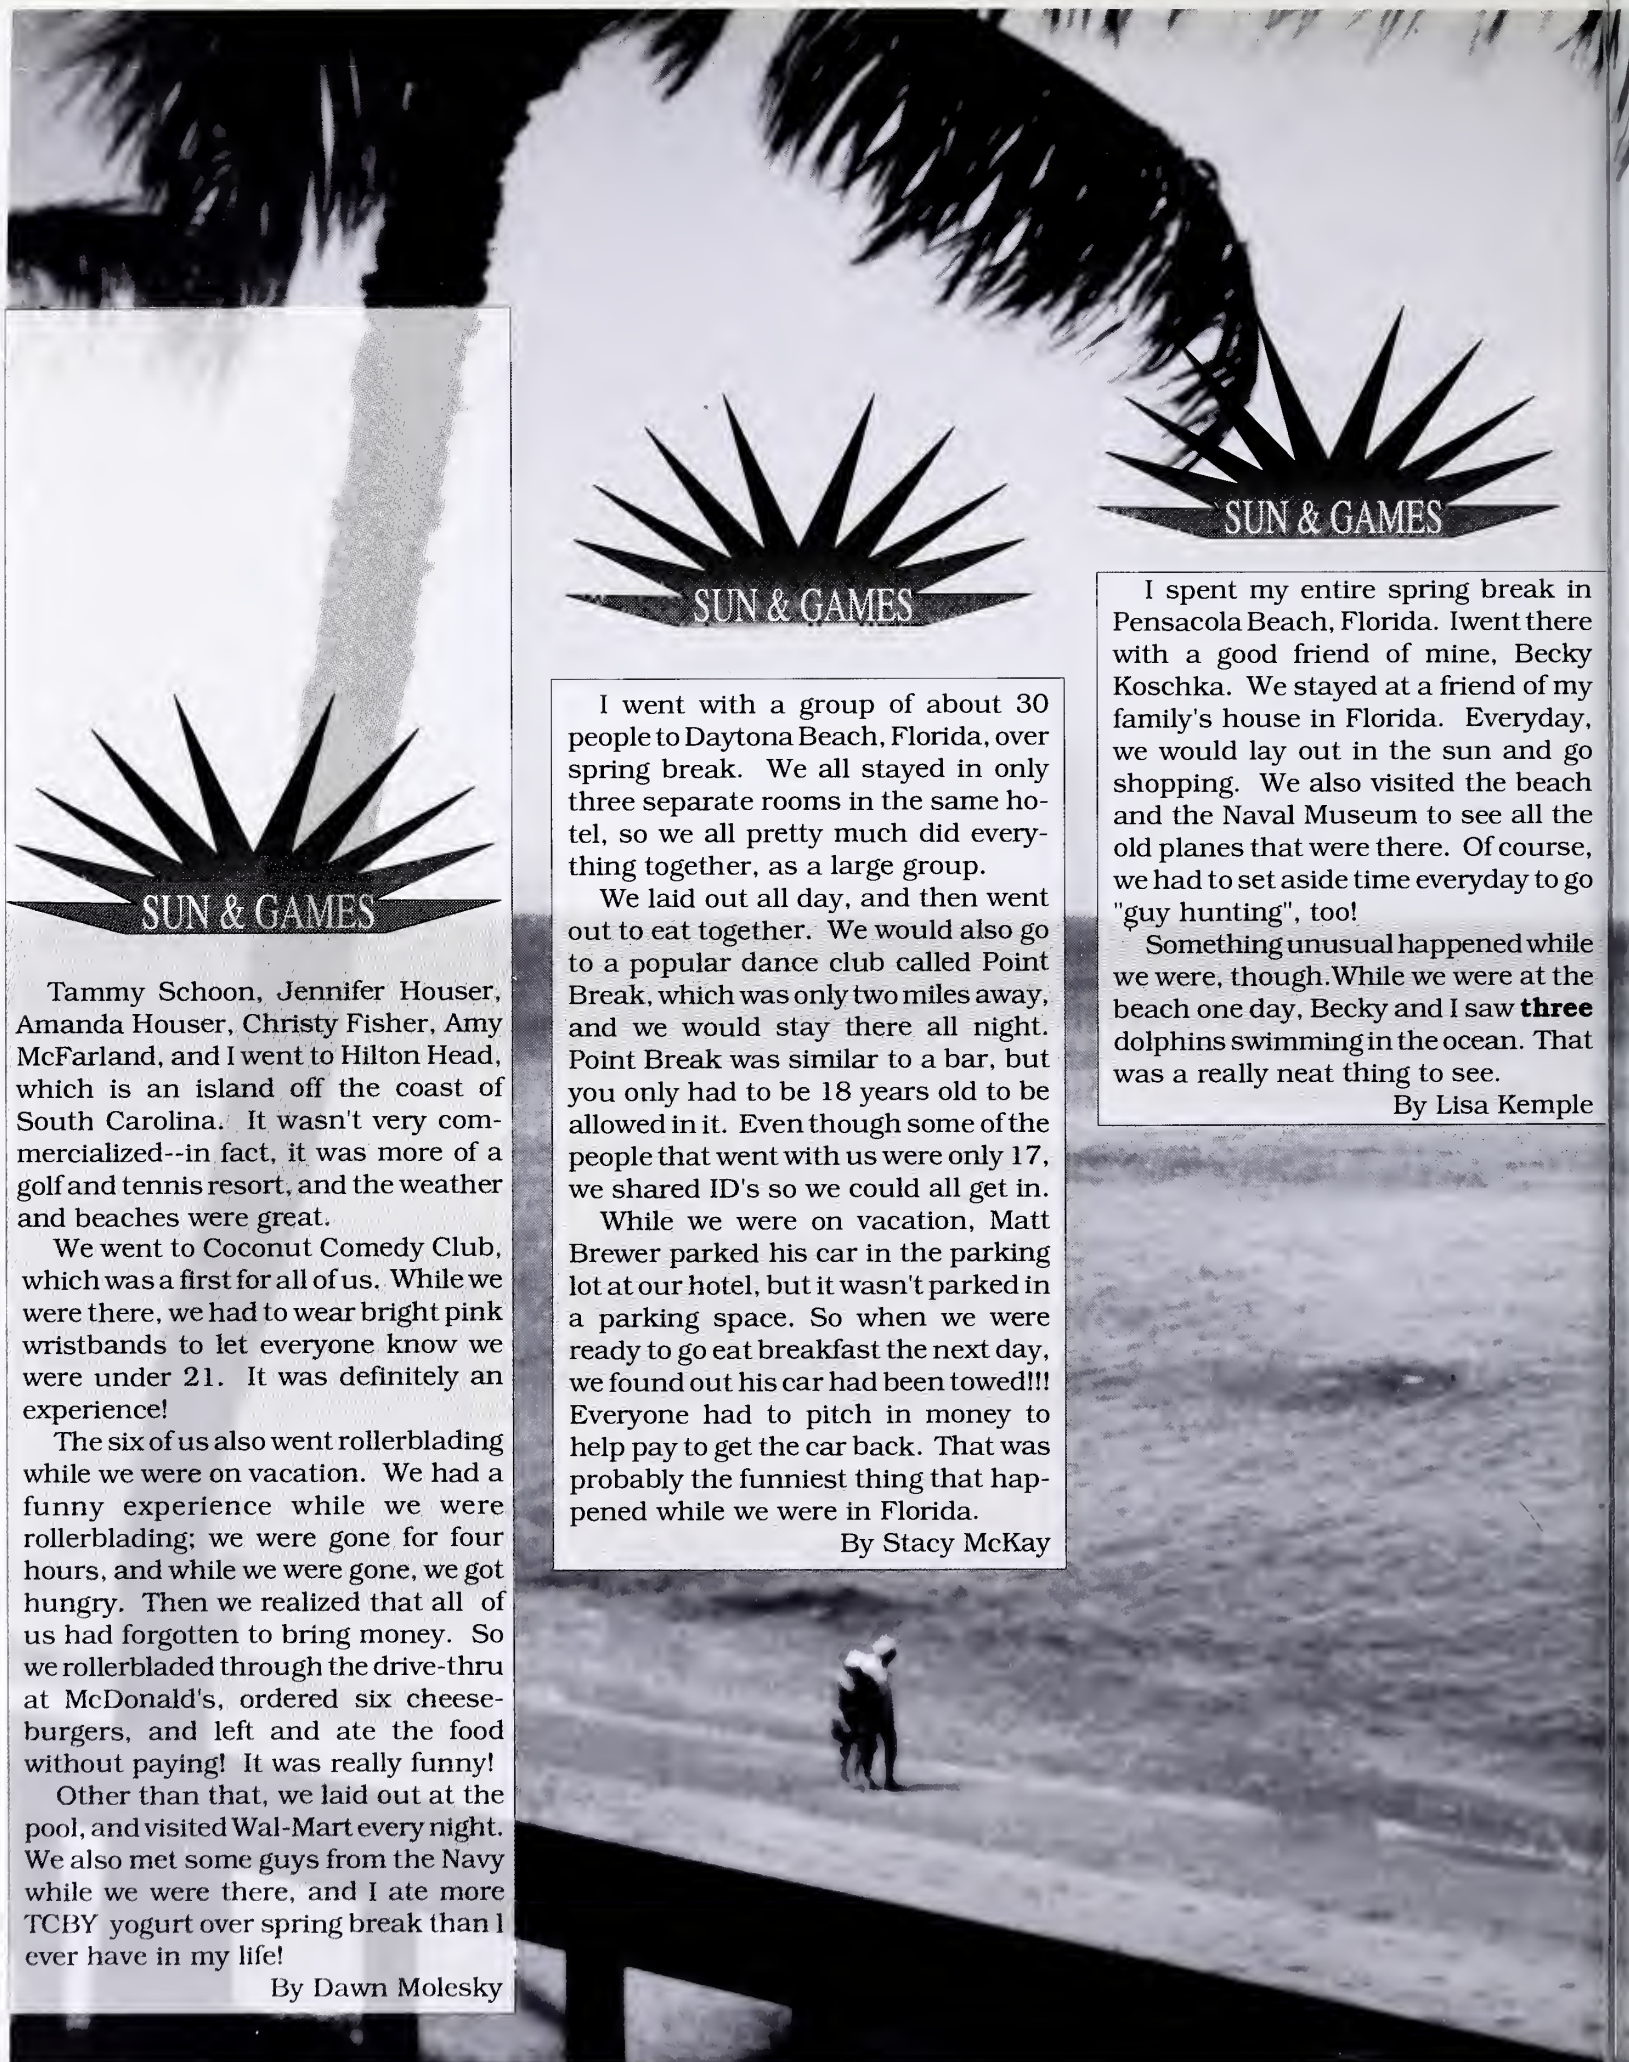 SUN & GAMES
Tammy Schoon, Jennifer Houser,
Amanda Houser, Christy Fisher, Amy
McFarland, and I went to Hilton Head,
which is an island off the coast of
South Carolina. It wasn't very com-
mercialized--in fact, it was more of a
golf and tennis resort, and the weather
and beaches were great.
We went to Coconut Comedy Club,
which was a first for all of us. While we
were there, we had to wear bright pink
wristbands to let everyone know we
were under 21. It was definitely an
experience!
The six of us also went rollerblading
while we were on vacation. We had a
funny experience while we were
rollerblading; we were gone for four
hours, and while we were gone, we got
hungry. Then we realized that all of
us had forgotten to bring money. So
we rollerbladed through the drive-thru
at McDonald's, ordered six cheese-
burgers, and left and ate the food
without paying! It was really funny!
Other than that, we laid out at the
pool, and visited Wal-Mart every night.
We also met some guys from the Navy
while we were there, and I ate more
TCBY yogurt over spring break than I
ever have in my life!
By Dawn Molesky
SUN & GAMES
I went with a group of about 30
people to Daytona Beach, Florida, over
spring break. We all stayed in only
three separate rooms in the same ho-
tel, so we all pretty much did every-
thing together, as a large group.
We laid out all day, and then went
out to eat together. We would also go
to a popular dance club called Point
Break, which was only two miles away,
and we would stay there all night.
Point Break was similar to a bar, but
you only had to be 18 years old to be
allowed in it. Even though some of the
people that went with us were only 17,
we shared ID's so we could all get in.
While we were on vacation, Matt
Brewer parked his car in the parking
lot at our hotel, but it wasn't parked in
a parking space. So when we were
ready to go eat breakfast the next day,
we found out his car had been towed!!!
Everyone had to pitch in money to
help pay to get the car back. That was
probably the funniest thing that hap-
pened while we were in Florida.
By Stacy McKay
SUN & GAMES
I spent my entire spring break in
Pensacola Beach, Florida. Iwent there
with a good friend of mine, Becky
Koschka. We stayed at a friend of my
family's house in Florida. Everyday,
we would lay out in the sun and go
shopping. We also visited the beach
and the Naval Museum to see all the
old planes that were there. Of course,
we had to set aside time everyday to go
"guy hunting", too!
Something unusual happened while
we were, though.While we were at the
beach one day, Becky and I saw three
dolphins swimming in the ocean. That
was a really neat thing to see.
By Lisa Kemple